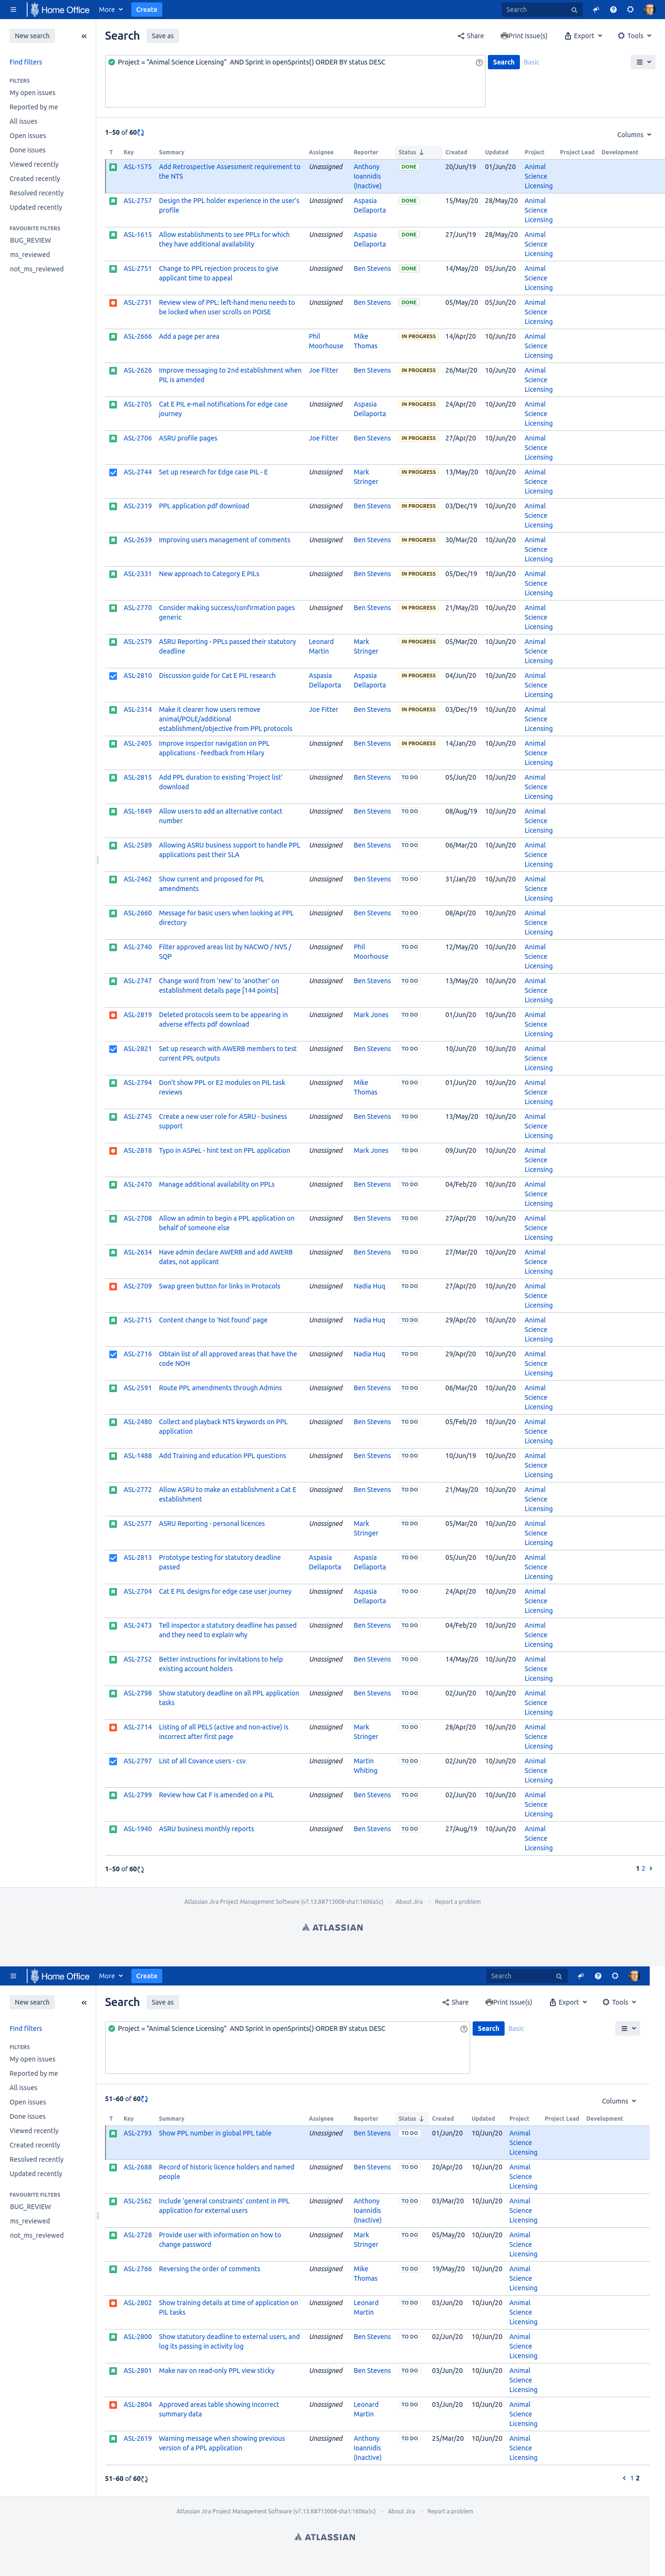 More Create Search
Home Office
New search
Find filters
FILTERS
My open issues
Reported by me
All issues
Open issues
Done issues
Viewed recently
Created recently
Resolved recently
Updated recently
FAVOURITE FILTERS
BUG_REVIEW
ms_reviewed
not_ms_reviewed
Search Save as Share Print Issue(s) Export Tools
Project = "Animal Science Licensing"  AND Sprint in openSprints() ORDER BY status DESC Search Basic
1–50 of 60 Columns
T Key Summary Assignee Reporter Status Created Updated Project Project Lead Development
ASL-1575 Add Retrospective Assessment requirement to Unassigned Anthony DONE 20/Jun/19 01/Jun/20 Animal
the NTS Ioannidis Science
(Inactive) Licensing
ASL-2757 Design the PPL holder experience in the user's Unassigned Aspasia DONE 15/May/20 28/May/20 Animal
profile Dellaporta Science
Licensing
ASL-1615 Allow establishments to see PPLs for which Unassigned Aspasia DONE 27/Jun/19 28/May/20 Animal
they have additional availability Dellaporta Science
Licensing
ASL-2751 Change to PPL rejection process to give Unassigned Ben Stevens DONE 14/May/20 05/Jun/20 Animal
applicant time to appeal Science
Licensing
ASL-2731 Review view of PPL: left-hand menu needs to Unassigned Ben Stevens DONE 05/May/20 05/Jun/20 Animal
be locked when user scrolls on POISE Science
Licensing
ASL-2666 Add a page per area Phil Mike IN PROGRESS 14/Apr/20 10/Jun/20 Animal
Moorhouse Thomas Science
Licensing
ASL-2626 Improve messaging to 2nd establishment when Joe Fitter Ben Stevens IN PROGRESS 26/Mar/20 10/Jun/20 Animal
PIL is amended Science
Licensing
ASL-2705 Cat E PIL e-mail notifications for edge case Unassigned Aspasia IN PROGRESS 24/Apr/20 10/Jun/20 Animal
journey Dellaporta Science
Licensing
ASL-2706 ASRU profile pages Joe Fitter Ben Stevens IN PROGRESS 27/Apr/20 10/Jun/20 Animal
Science
Licensing
ASL-2744 Set up research for Edge case PIL - E Unassigned Mark IN PROGRESS 13/May/20 10/Jun/20 Animal
Stringer Science
Licensing
ASL-2319 PPL application pdf download Unassigned Ben Stevens IN PROGRESS 03/Dec/19 10/Jun/20 Animal
Science
Licensing
ASL-2639 Improving users management of comments Unassigned Ben Stevens IN PROGRESS 30/Mar/20 10/Jun/20 Animal
Science
Licensing
ASL-2331 New approach to Category E PILs Unassigned Ben Stevens IN PROGRESS 05/Dec/19 10/Jun/20 Animal
Science
Licensing
ASL-2770 Consider making success/confirmation pages Unassigned Ben Stevens IN PROGRESS 21/May/20 10/Jun/20 Animal
generic Science
Licensing
ASL-2579 ASRU Reporting - PPLs passed their statutory Leonard Mark IN PROGRESS 05/Mar/20 10/Jun/20 Animal
deadline Martin Stringer Science
Licensing
ASL-2810 Discussion guide for Cat E PIL research Aspasia Aspasia IN PROGRESS 04/Jun/20 10/Jun/20 Animal
Dellaporta Dellaporta Science
Licensing
ASL-2314 Make it clearer how users remove Joe Fitter Ben Stevens IN PROGRESS 03/Dec/19 10/Jun/20 Animal
animal/POLE/additional Science
establishment/objective from PPL protocols Licensing
ASL-2405 Improve inspector navigation on PPL Unassigned Ben Stevens IN PROGRESS 14/Jan/20 10/Jun/20 Animal
applications - feedback from Hilary Science
Licensing
ASL-2815 Add PPL duration to existing 'Project list' Unassigned Ben Stevens TO DO 05/Jun/20 10/Jun/20 Animal
download Science
Licensing
ASL-1849 Allow users to add an alternative contact Unassigned Ben Stevens TO DO 08/Aug/19 10/Jun/20 Animal
number Science
Licensing
ASL-2589 Allowing ASRU business support to handle PPL Unassigned Ben Stevens TO DO 06/Mar/20 10/Jun/20 Animal
applications past their SLA Science
Licensing
ASL-2462 Show current and proposed for PIL Unassigned Ben Stevens TO DO 31/Jan/20 10/Jun/20 Animal
amendments Science
Licensing
ASL-2660 Message for basic users when looking at PPL Unassigned Ben Stevens TO DO 08/Apr/20 10/Jun/20 Animal
directory Science
Licensing
ASL-2740 Filter approved areas list by NACWO / NVS / Unassigned Phil TO DO 12/May/20 10/Jun/20 Animal
SQP Moorhouse Science
Licensing
ASL-2747 Change word from 'new' to 'another' on Unassigned Ben Stevens TO DO 13/May/20 10/Jun/20 Animal
establishment details page [144 points] Science
Licensing
ASL-2819 Deleted protocols seem to be appearing in Unassigned Mark Jones TO DO 01/Jun/20 10/Jun/20 Animal
adverse effects pdf download Science
Licensing
ASL-2821 Set up research with AWERB members to test Unassigned Ben Stevens TO DO 10/Jun/20 10/Jun/20 Animal
current PPL outputs Science
Licensing
ASL-2794 Don't show PPL or E2 modules on PIL task Unassigned Mike TO DO 01/Jun/20 10/Jun/20 Animal
reviews Thomas Science
Licensing
ASL-2745 Create a new user role for ASRU - business Unassigned Ben Stevens TO DO 13/May/20 10/Jun/20 Animal
support Science
Licensing
ASL-2818 Typo in ASPeL - hint text on PPL application Unassigned Mark Jones TO DO 09/Jun/20 10/Jun/20 Animal
Science
Licensing
ASL-2470 Manage additional availability on PPLs Unassigned Ben Stevens TO DO 04/Feb/20 10/Jun/20 Animal
Science
Licensing
ASL-2708 Allow an admin to begin a PPL application on Unassigned Ben Stevens TO DO 27/Apr/20 10/Jun/20 Animal
behalf of someone else Science
Licensing
ASL-2634 Have admin declare AWERB and add AWERB Unassigned Ben Stevens TO DO 27/Mar/20 10/Jun/20 Animal
dates, not applicant Science
Licensing
ASL-2709 Swap green button for links in Protocols Unassigned Nadia Huq TO DO 27/Apr/20 10/Jun/20 Animal
Science
Licensing
ASL-2715 Content change to 'Not found' page Unassigned Nadia Huq TO DO 29/Apr/20 10/Jun/20 Animal
Science
Licensing
ASL-2716 Obtain list of all approved areas that have the Unassigned Nadia Huq TO DO 29/Apr/20 10/Jun/20 Animal
code NOH Science
Licensing
ASL-2591 Route PPL amendments through Admins Unassigned Ben Stevens TO DO 06/Mar/20 10/Jun/20 Animal
Science
Licensing
ASL-2480 Collect and playback NTS keywords on PPL Unassigned Ben Stevens TO DO 05/Feb/20 10/Jun/20 Animal
application Science
Licensing
ASL-1488 Add Training and education PPL questions Unassigned Ben Stevens TO DO 10/Jun/19 10/Jun/20 Animal
Science
Licensing
ASL-2772 Allow ASRU to make an establishment a Cat E Unassigned Ben Stevens TO DO 21/May/20 10/Jun/20 Animal
establishment Science
Licensing
ASL-2577 ASRU Reporting - personal licences Unassigned Mark TO DO 05/Mar/20 10/Jun/20 Animal
Stringer Science
Licensing
ASL-2813 Prototype testing for statutory deadline Aspasia Aspasia TO DO 05/Jun/20 10/Jun/20 Animal
passed Dellaporta Dellaporta Science
Licensing
ASL-2704 Cat E PIL designs for edge case user journey Unassigned Aspasia TO DO 24/Apr/20 10/Jun/20 Animal
Dellaporta Science
Licensing
ASL-2473 Tell inspector a statutory deadline has passed Unassigned Ben Stevens TO DO 04/Feb/20 10/Jun/20 Animal
and they need to explain why Science
Licensing
ASL-2752 Better instructions for invitations to help Unassigned Ben Stevens TO DO 14/May/20 10/Jun/20 Animal
existing account holders Science
Licensing
ASL-2798 Show statutory deadline on all PPL application Unassigned Ben Stevens TO DO 02/Jun/20 10/Jun/20 Animal
tasks Science
Licensing
ASL-2714 Listing of all PELS (active and non-active) is Unassigned Mark TO DO 28/Apr/20 10/Jun/20 Animal
incorrect after first page Stringer Science
Licensing
ASL-2797 List of all Covance users - csv Unassigned Martin TO DO 02/Jun/20 10/Jun/20 Animal
Whiting Science
Licensing
ASL-2799 Review how Cat F is amended on a PIL Unassigned Ben Stevens TO DO 02/Jun/20 10/Jun/20 Animal
Science
Licensing
ASL-1940 ASRU business monthly reports Unassigned Ben Stevens TO DO 27/Aug/19 10/Jun/20 Animal
Science
Licensing
1–50 of 60 1 2
Atlassian Jira Project Management Software (v7.13.8#713008-sha1:1606a5c) · About Jira · Report a problem
ATLASSIAN
Home Office More Create Search
New search
Find filters
FILTERS
My open issues
Reported by me
All issues
Open issues
Done issues
Viewed recently
Created recently
Resolved recently
Updated recently
FAVOURITE FILTERS
BUG_REVIEW
ms_reviewed
not_ms_reviewed
Search Save as Share Print Issue(s) Export Tools
Project = "Animal Science Licensing"  AND Sprint in openSprints() ORDER BY status DESC Search Basic
51–60 of 60 Columns
T Key Summary Assignee Reporter Status Created Updated Project Project Lead Development
ASL-2793 Show PPL number in global PPL table Unassigned Ben Stevens TO DO 01/Jun/20 10/Jun/20 Animal
Science
Licensing
ASL-2688 Record of historic licence holders and named Unassigned Ben Stevens TO DO 20/Apr/20 10/Jun/20 Animal
people Science
Licensing
ASL-2562 Include 'general constraints' content in PPL Unassigned Anthony TO DO 03/Mar/20 10/Jun/20 Animal
application for external users Ioannidis Science
(Inactive) Licensing
ASL-2728 Provide user with information on how to Unassigned Mark TO DO 05/May/20 10/Jun/20 Animal
change password Stringer Science
Licensing
ASL-2766 Reversing the order of comments Unassigned Mike TO DO 19/May/20 10/Jun/20 Animal
Thomas Science
Licensing
ASL-2802 Show training details at time of application on Unassigned Leonard TO DO 03/Jun/20 10/Jun/20 Animal
PIL tasks Martin Science
Licensing
ASL-2800 Show statutory deadline to external users, and Unassigned Ben Stevens TO DO 02/Jun/20 10/Jun/20 Animal
log its passing in activity log Science
Licensing
ASL-2801 Make nav on read-only PPL view sticky Unassigned Ben Stevens TO DO 03/Jun/20 10/Jun/20 Animal
Science
Licensing
ASL-2804 Approved areas table showing incorrect Unassigned Leonard TO DO 03/Jun/20 10/Jun/20 Animal
summary data Martin Science
Licensing
ASL-2619 Warning message when showing previous Unassigned Anthony TO DO 25/Mar/20 10/Jun/20 Animal
version of a PPL application Ioannidis Science
(Inactive) Licensing
51–60 of 60 1 2
Atlassian Jira Project Management Software (v7.13.8#713008-sha1:1606a5c) · About Jira · Report a problem
ATLASSIAN